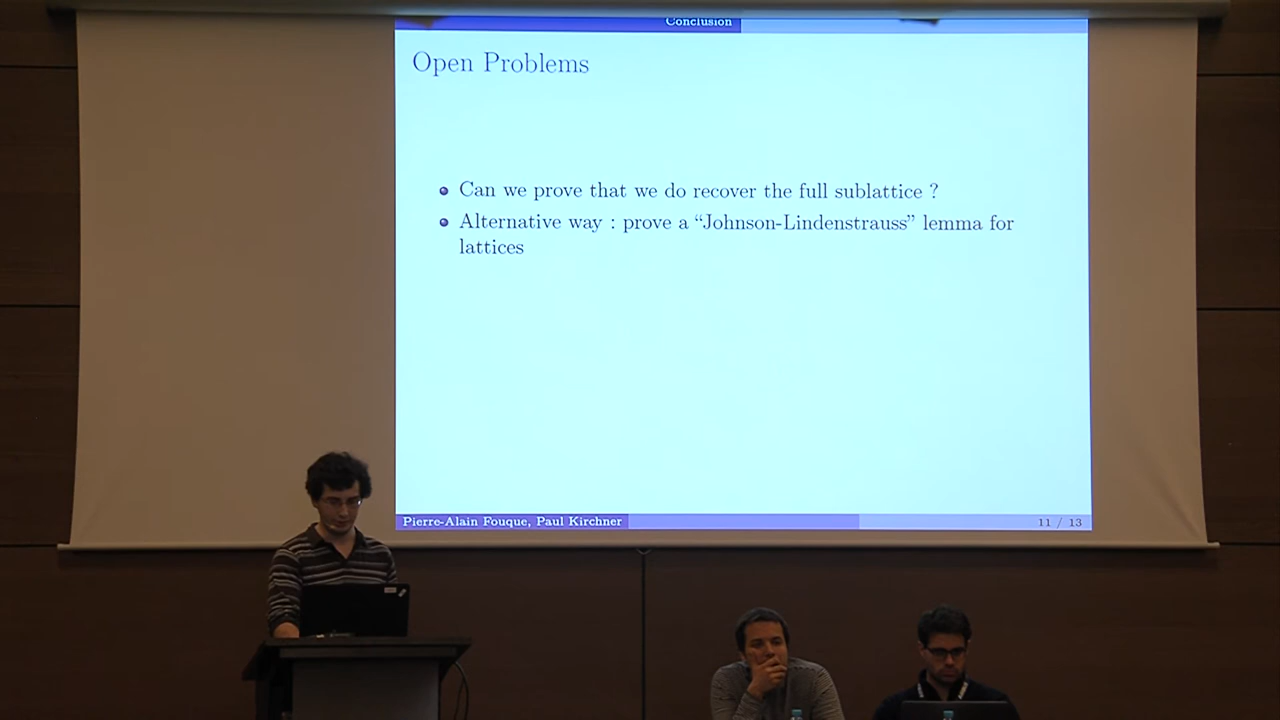 Conclusion
Open Problems
Can we prove that we do recover the full sublattice ?
Alternative way : prove a “Johnson-Lindenstrauss” lemma for
lattices
Pierre-Alain Fouque, Paul Kirchner
11 / 13